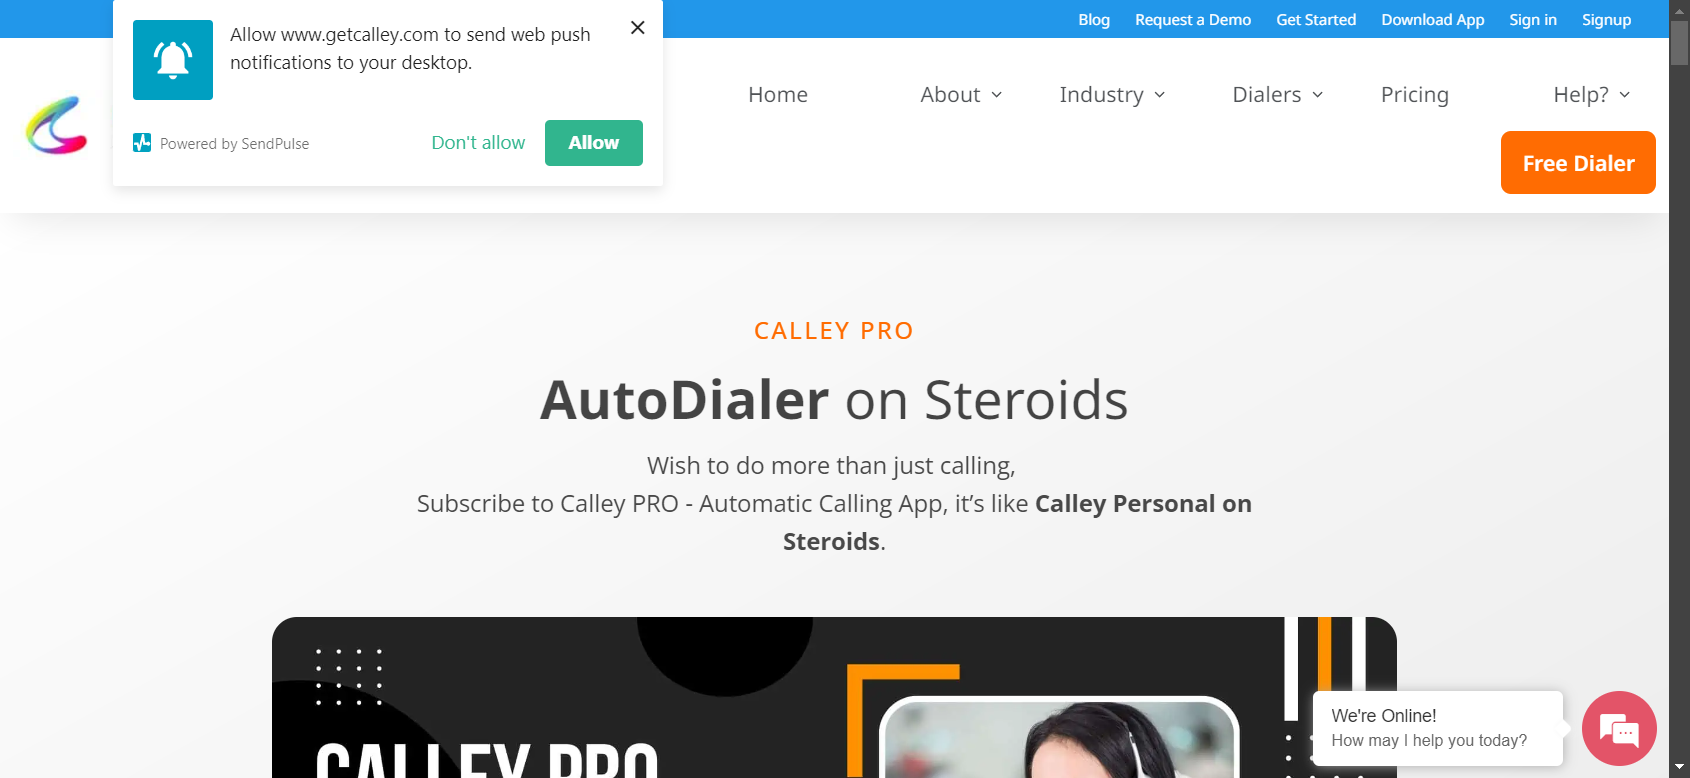 Blog Request a Demo Get Started Download App Sign in Signup
Allow www.getcalley.com to send web push
notifications to your desktop.
Powered by SendPulse
Don't allow
Allow
Home About Industry Dialers Pricing Help?
Free Dialer
CALLEY PRO
AutoDialer on Steroids
Wish to do more than just calling,
Subscribe to Calley PRO - Automatic Calling App, it’s like Calley Personal on
Steroids.
CALLEY PRO
We're Online!
How may I help you today?